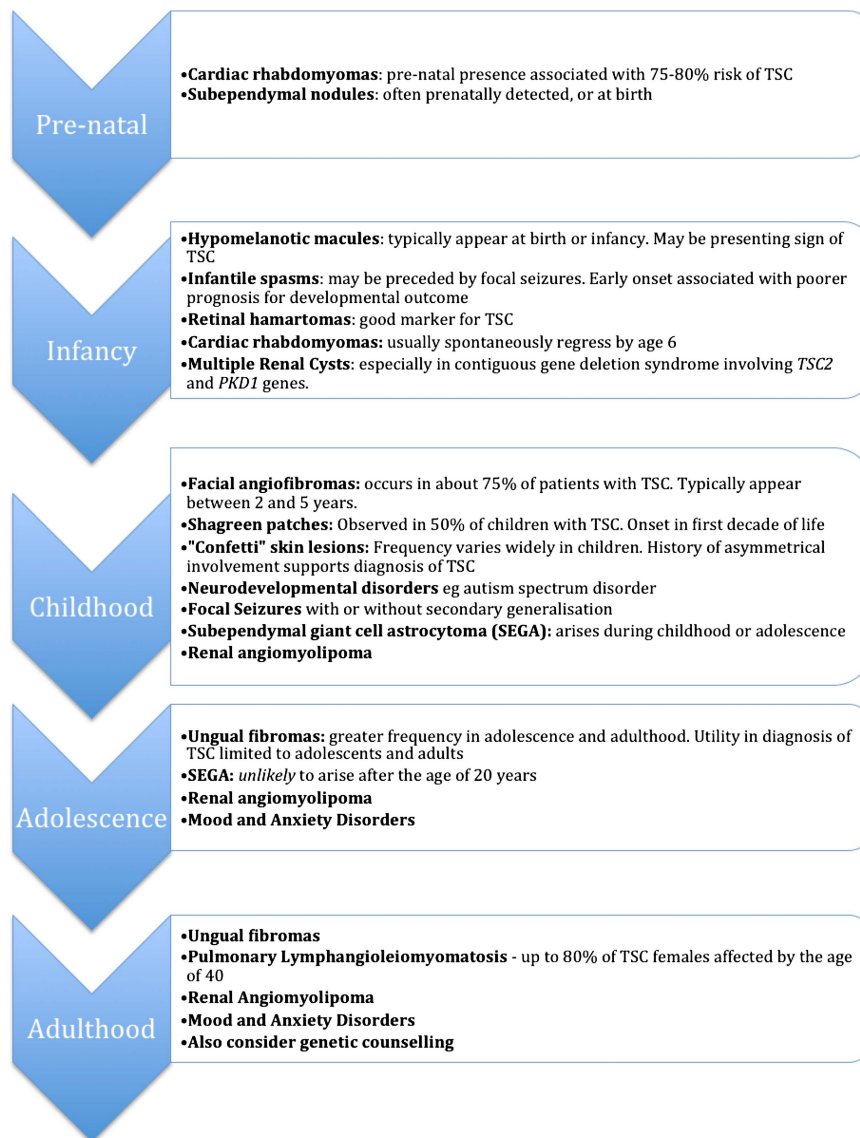 Pre-natal
•Cardiac rhabdomyomas: pre-natal presence associated with 75-80% risk of TSC
•Subependymal nodules: often prenatally detected, or at birth
Infancy
•Hypomelanotic macules: typically appear at birth or infancy. May be presenting sign of
TSC
•Infantile spasms: may be preceded by focal seizures. Early onset associated with poorer
prognosis for developmental outcome
•Retinal hamartomas: good marker for TSC
•Cardiac rhabdomyomas: usually spontaneously regress by age 6
•Multiple Renal Cysts: especially in contiguous gene deletion syndrome involving TSC2
and PKD1 genes.
Childhood
•Facial angiofibromas: occurs in about 75% of patients with TSC. Typically appear
between 2 and 5 years.
•Shagreen patches: Observed in 50% of children with TSC. Onset in first decade of life
•"Confetti" skin lesions: Frequency varies widely in children. History of asymmetrical
involvement supports diagnosis of TSC
•Neurodevelopmental disorders eg autism spectrum disorder
•Focal Seizures with or without secondary generalisation
•Subependymal giant cell astrocytoma (SEGA): arises during childhood or adolescence
•Renal angiomyolipoma
Adolescence
•Ungual fibromas: greater frequency in adolescence and adulthood. Utility in diagnosis of
TSC limited to adolescents and adults
•SEGA: unlikely to arise after the age of 20 years
•Renal angiomyolipoma
•Mood and Anxiety Disorders
Adulthood
•Ungual fibromas
•Pulmonary Lymphangioleiomyomatosis - up to 80% of TSC females affected by the age
of 40
•Renal Angiomyolipoma
•Mood and Anxiety Disorders
•Also consider genetic counselling